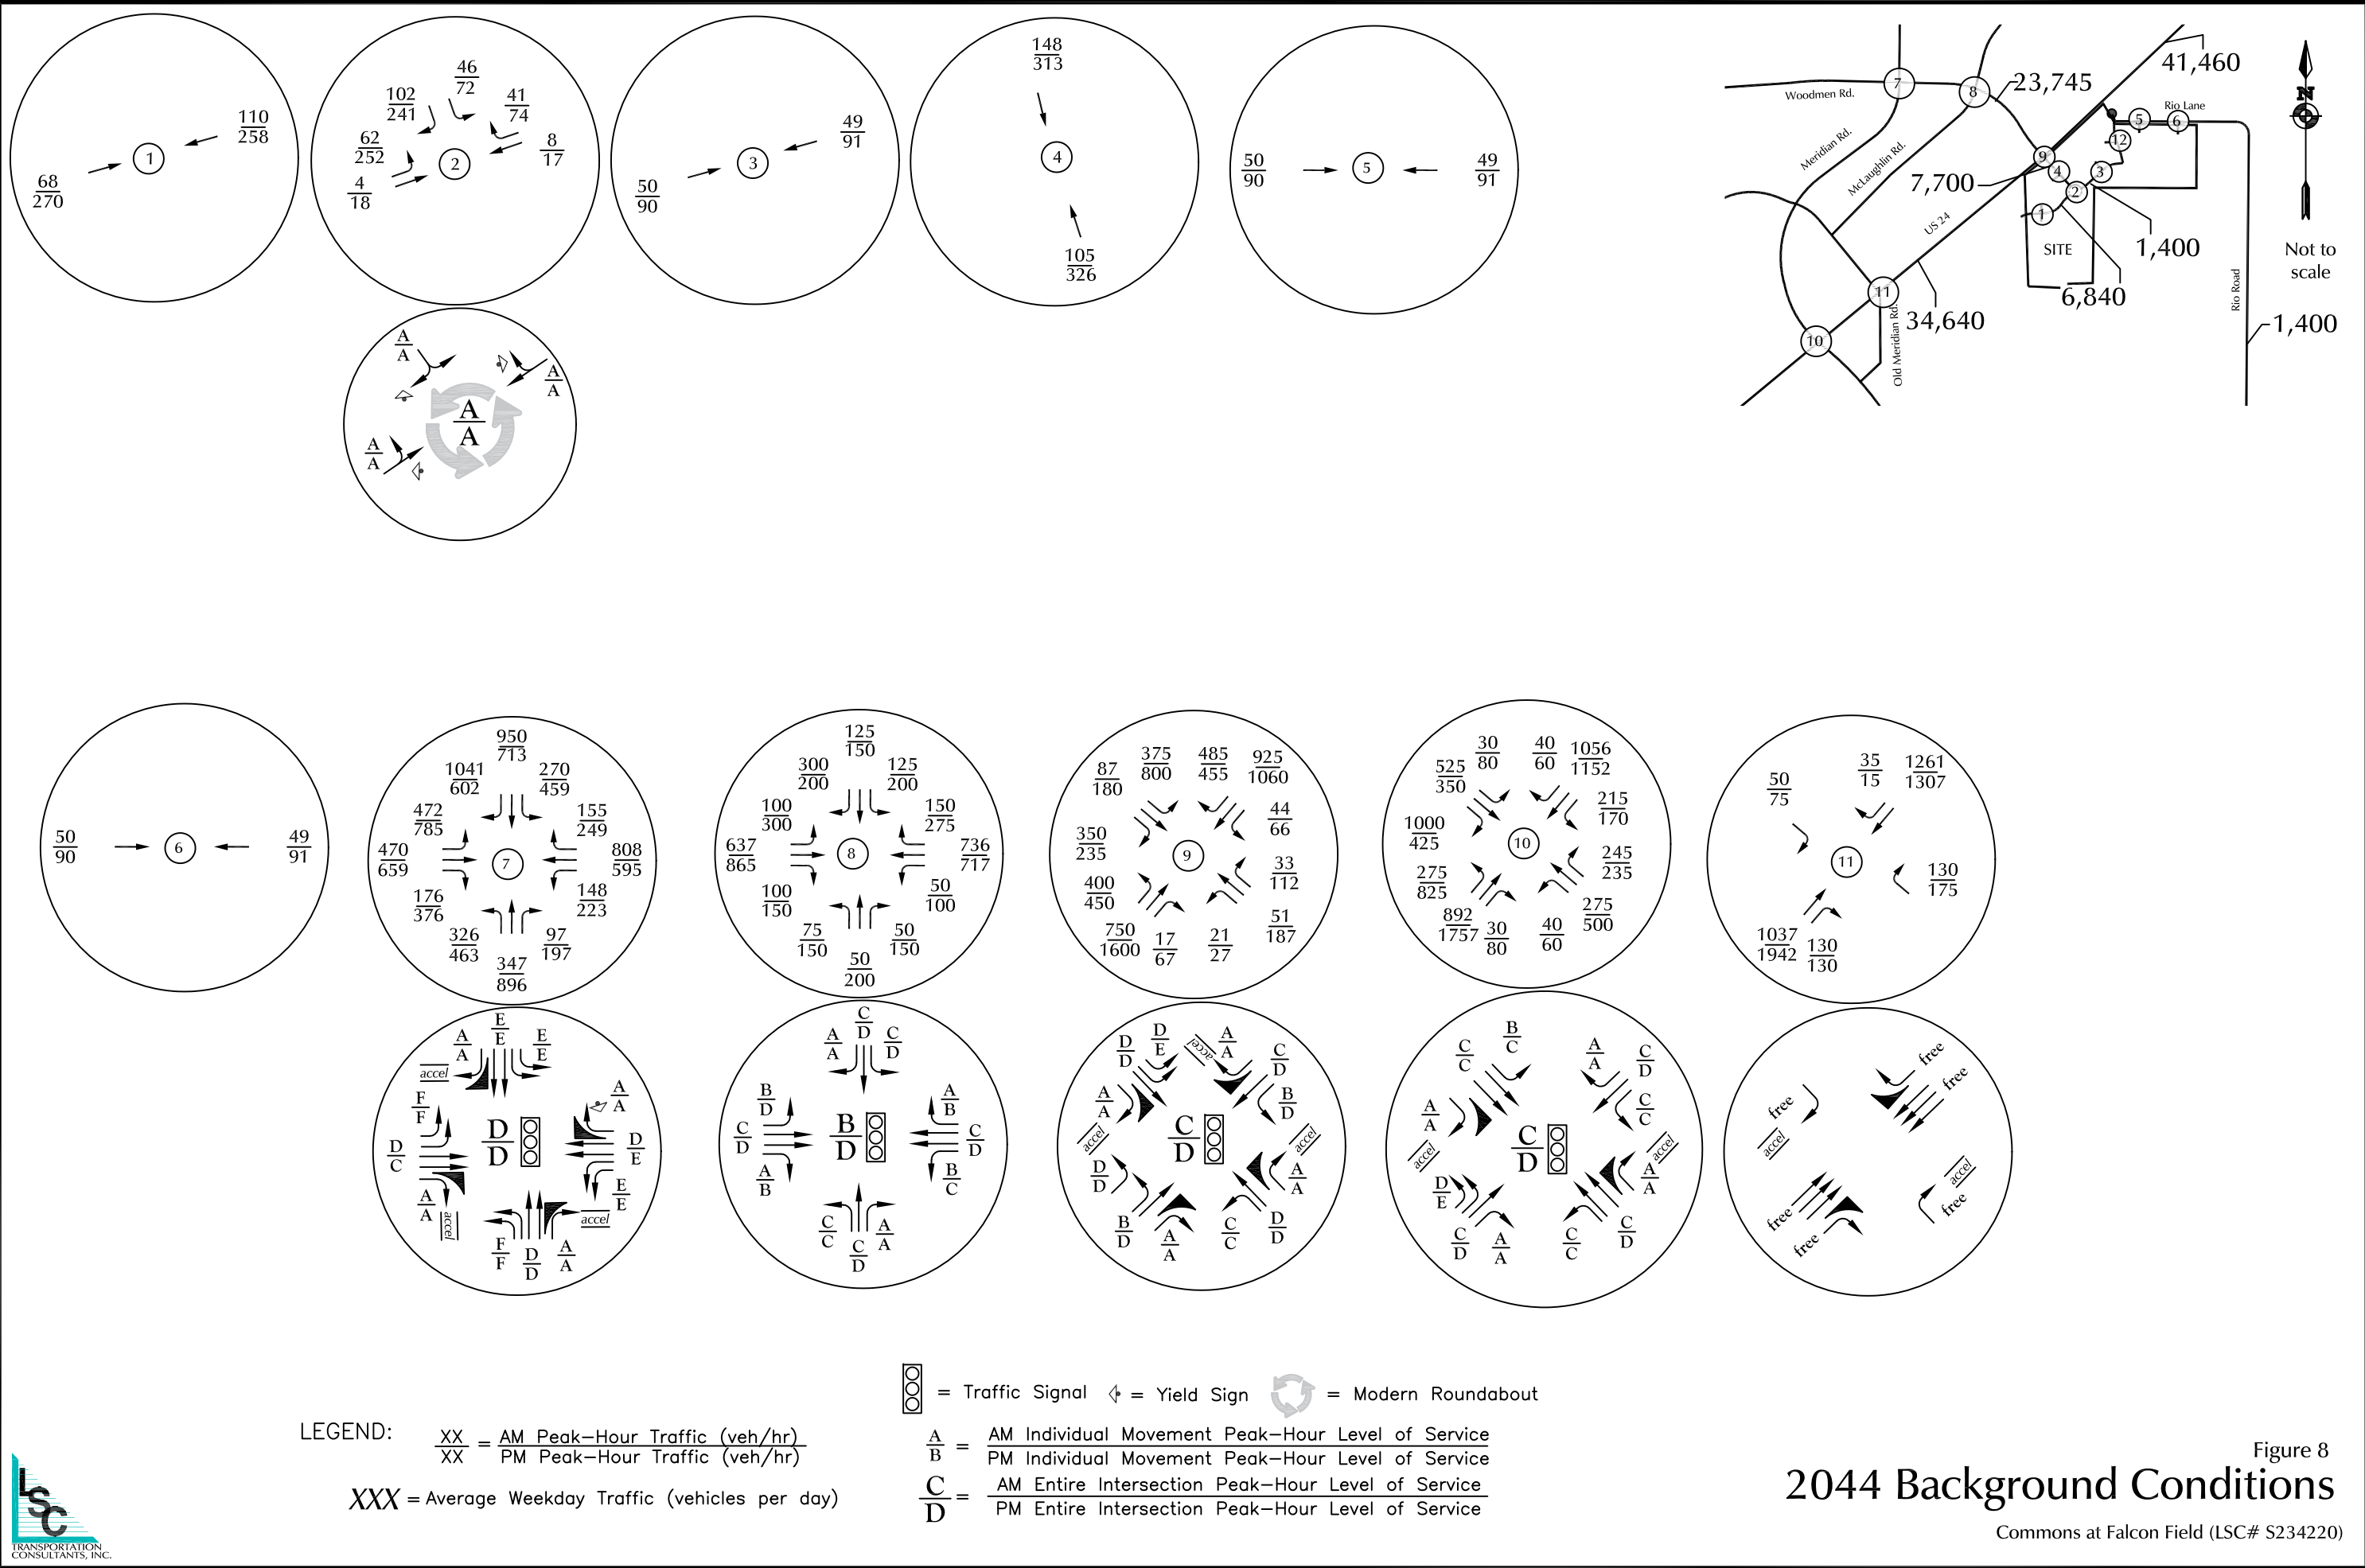 148
313
46
72
102
241
41
74
110
258
62
252
8
17
49
91
1
2
3
4
5
68
270
4
18
50
90
50
90
49
91
105
326
A
A
A
A
A
A
A
A
41,460
23,745
7
8
Woodmen Rd.
Rio Lane
5
6
N
Meridian Rd.
McLaughlin Rd.
12
9
4
3
7,700
2
1
US 24
SITE
1,400
Not to
scale
11
6,840
Rio Road
34,640
Old Meridian Rd.
1,400
10
50
90
6
49
91
950
713
1041
602
270
459
472
785
155
249
470
659
7
808
595
176
376
148
223
326
463
97
197
347
896
125
150
300
200
125
200
100
300
150
275
637
865
8
736
717
100
150
50
100
75
150
50
150
50
200
87
180
375
800
485
455
925
1060
350
235
44
66
9
400
450
33
112
750
1600
17
67
21
27
51
187
525
350
30
80
40
60
1056
1152
1000
425
215
170
10
275
825
245
235
892
1757
30
80
40
60
275
500
50
75
35
15
1261
1307
11
130
175
1037
1942
130
130
A
A
E
E
E
E
accel
F
F
A
A
D
C
D
D
D
E
A
A
accel
E
E
accel
F
F
D
D
A
A
A
A
C
D
C
D
B
D
A
B
C
D
B
D
C
D
A
B
B
C
C
C
C
D
A
A
D
D
D
E
accel
A
A
C
D
A
A
B
D
accel
C
D
accel
D
D
A
A
B
D
A
A
C
C
D
D
C
C
B
C
A
A
C
D
A
A
C
C
accel
C
D
accel
D
E
A
A
C
D
A
A
C
C
C
D
free
free
free
accel
accel
free
free
free
= Traffic Signal = Yield Sign = Modern Roundabout
LEGEND:
XX
XX
=
AM Peak-Hour Traffic (veh/hr)
PM Peak-Hour Traffic (veh/hr)
XXX = Average Weekday Traffic (vehicles per day)
A
B
=
AM Individual Movement Peak-Hour Level of Service
PM Individual Movement Peak-Hour Level of Service
C
D
=
AM Entire Intersection Peak-Hour Level of Service
PM Entire Intersection Peak-Hour Level of Service
LSC
TRANSPORTATION
CONSULTANTS, INC.
Figure 8
2044 Background Conditions
Commons at Falcon Field (LSC# S234220)